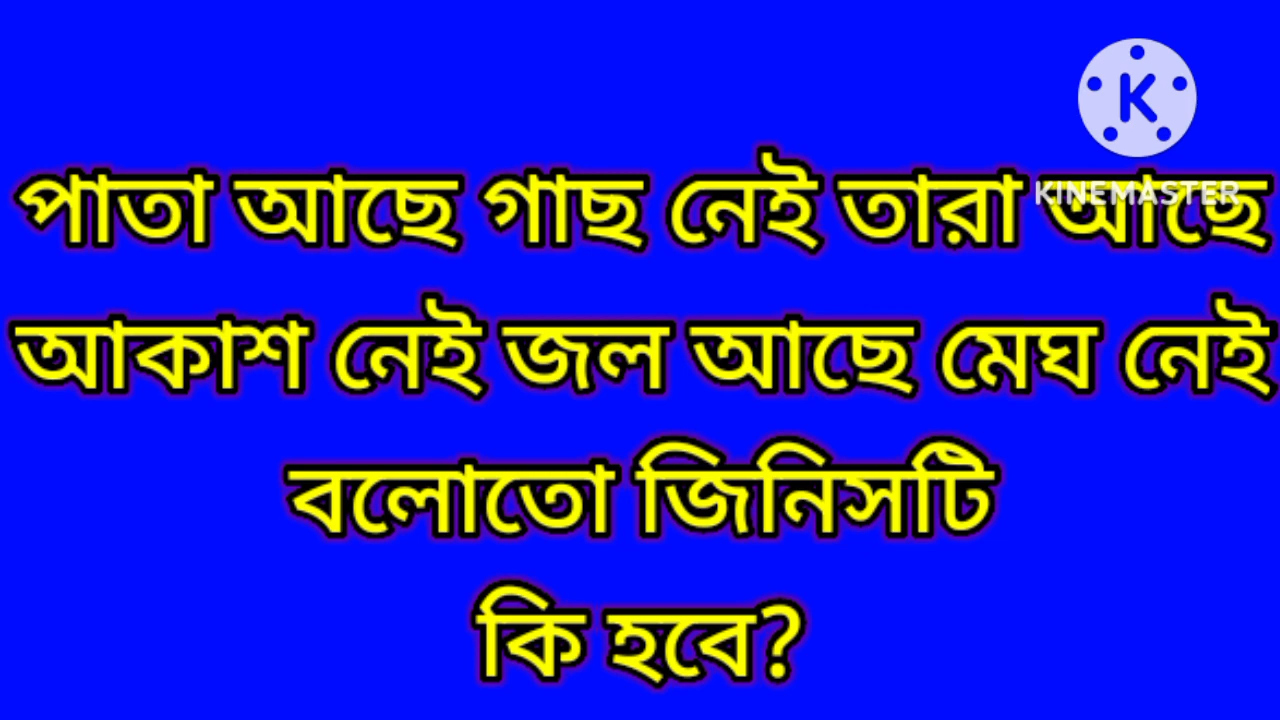 K
KINEMASTER
পাতা আছে গাছ নেই তারা আছে
আকাশ নেই জল আছে মেঘ নেই
বলোতো জিনিসটি
কি হবে?